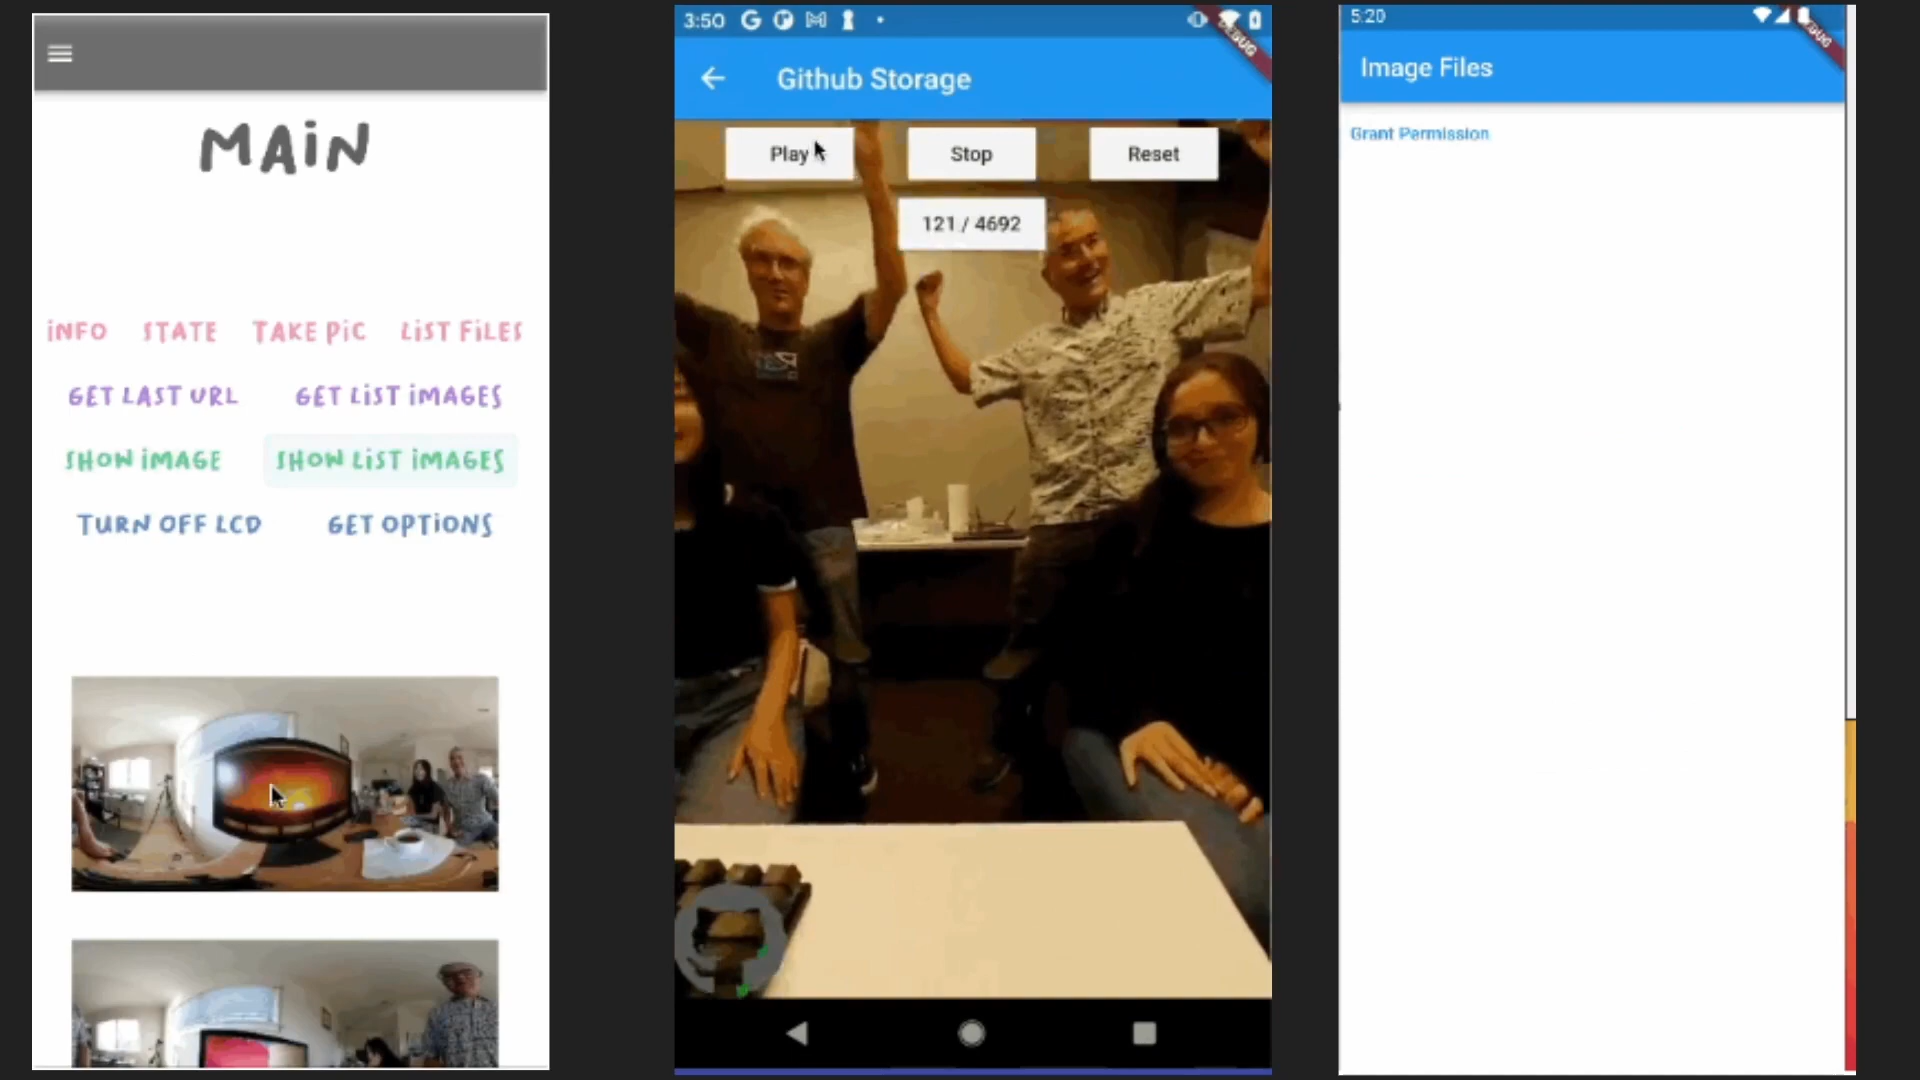 MAiN
iNFO STATE TAKE PiC LiST FiLES
GET LAST URL GET LiST iMAGES
SHOW iMAGE SHOW LiST iMAGES
TURN OFF LCD GET OPTiONS
3:50
DEBUG
Github Storage
Play Stop Reset
121 / 4692
5:20
DEBUG
Image Files
Grant Permission